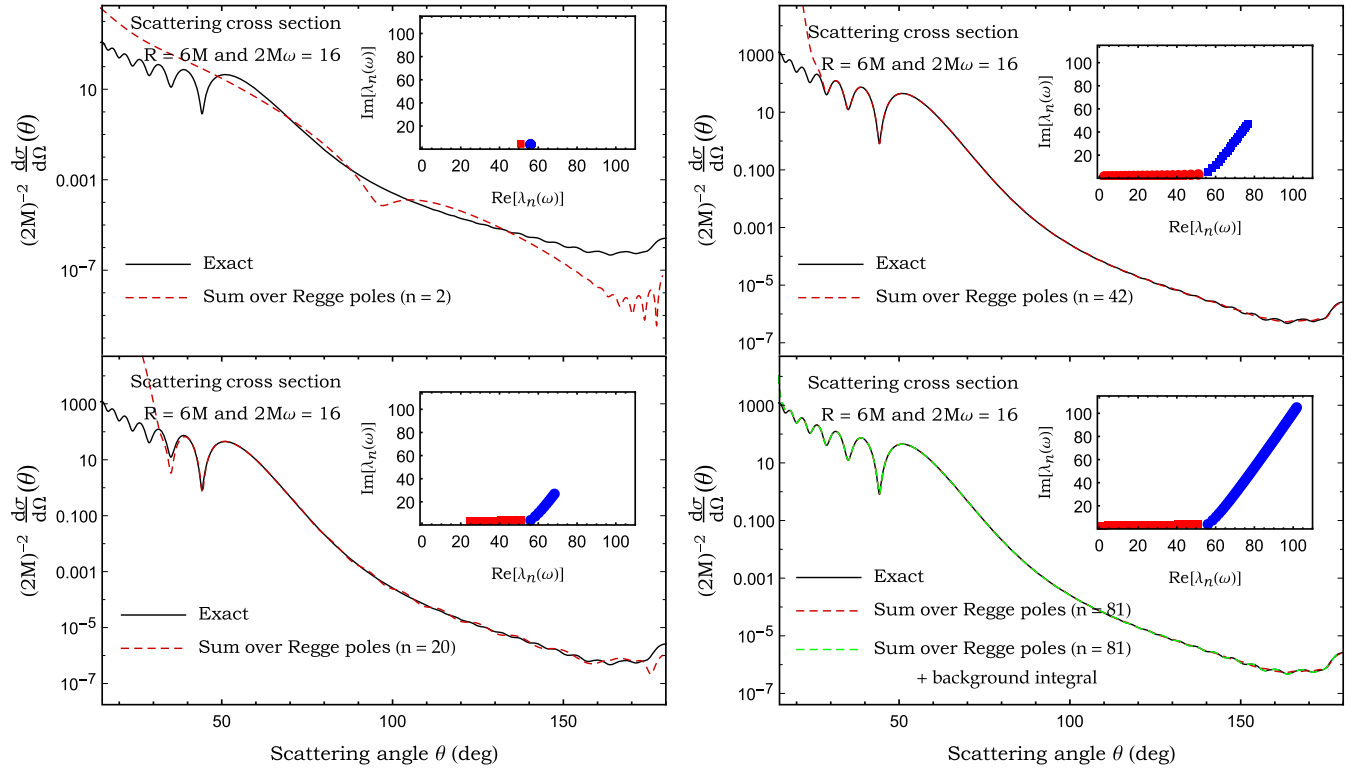 Scattering cross section
R = 6M and 2Mω = 16
Im[λn(ω)]
100
80
60
40
20
0 20 40 60 80 100
Re[λn(ω)]
(2M)⁻² dσ/dΩ (θ)
10
0.001
10⁻⁷
Exact
Sum over Regge poles (n = 2)
Scattering cross section
R = 6M and 2Mω = 16
Im[λn(ω)]
100
80
60
40
20
0 20 40 60 80 100
Re[λn(ω)]
(2M)⁻² dσ/dΩ (θ)
1000
10
0.100
0.001
10⁻⁵
10⁻⁷
Exact
Sum over Regge poles (n = 42)
Scattering cross section
R = 6M and 2Mω = 16
Im[λn(ω)]
100
80
60
40
20
0 20 40 60 80 100
Re[λn(ω)]
(2M)⁻² dσ/dΩ (θ)
1000
10
0.100
0.001
10⁻⁵
10⁻⁷
Exact
Sum over Regge poles (n = 20)
50 100 150
Scattering angle θ (deg)
Scattering cross section
R = 6M and 2Mω = 16
Im[λn(ω)]
100
80
60
40
20
0 20 40 60 80 100
Re[λn(ω)]
(2M)⁻² dσ/dΩ (θ)
1000
10
0.100
0.001
10⁻⁵
10⁻⁷
Exact
Sum over Regge poles (n = 81)
Sum over Regge poles (n = 81)
+ background integral
50 100 150
Scattering angle θ (deg)